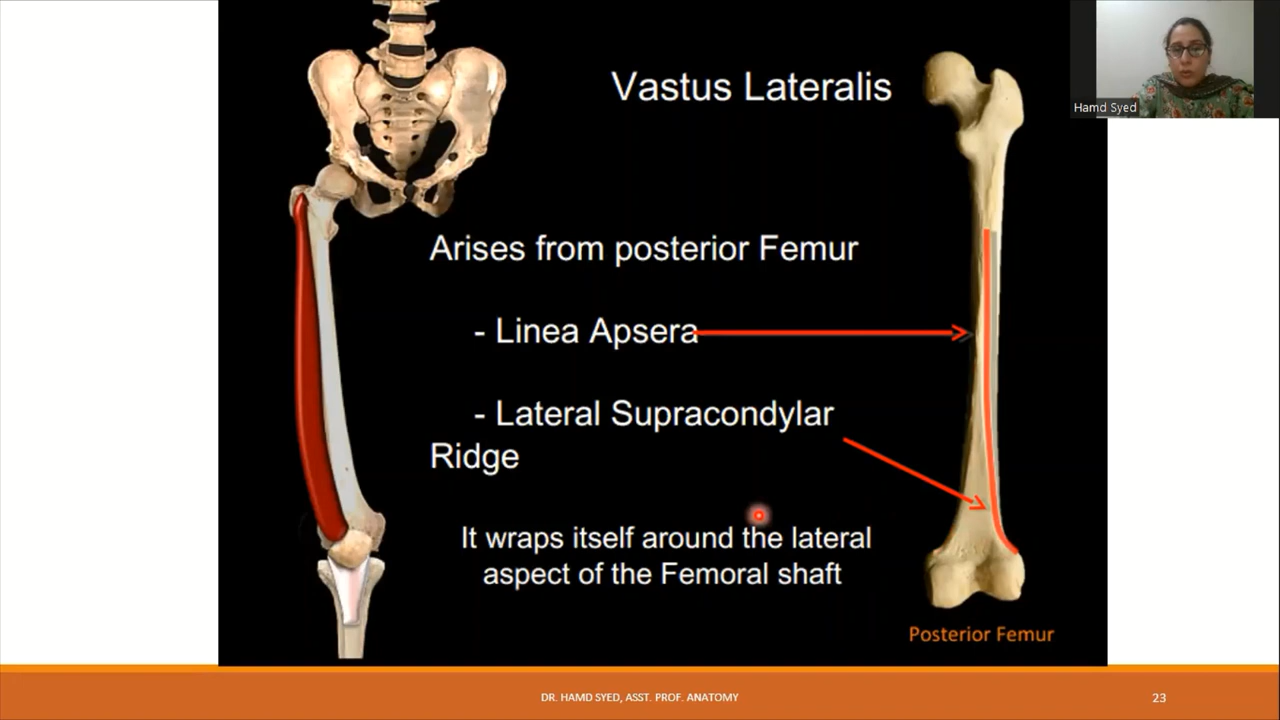 Vastus Lateralis
Hamd Syed
Arises from posterior Femur
- Linea Apsera
- Lateral Supracondylar
Ridge
It wraps itself around the lateral
aspect of the Femoral shaft
Posterior Femur
DR. HAMD SYED, ASST. PROF. ANATOMY
23